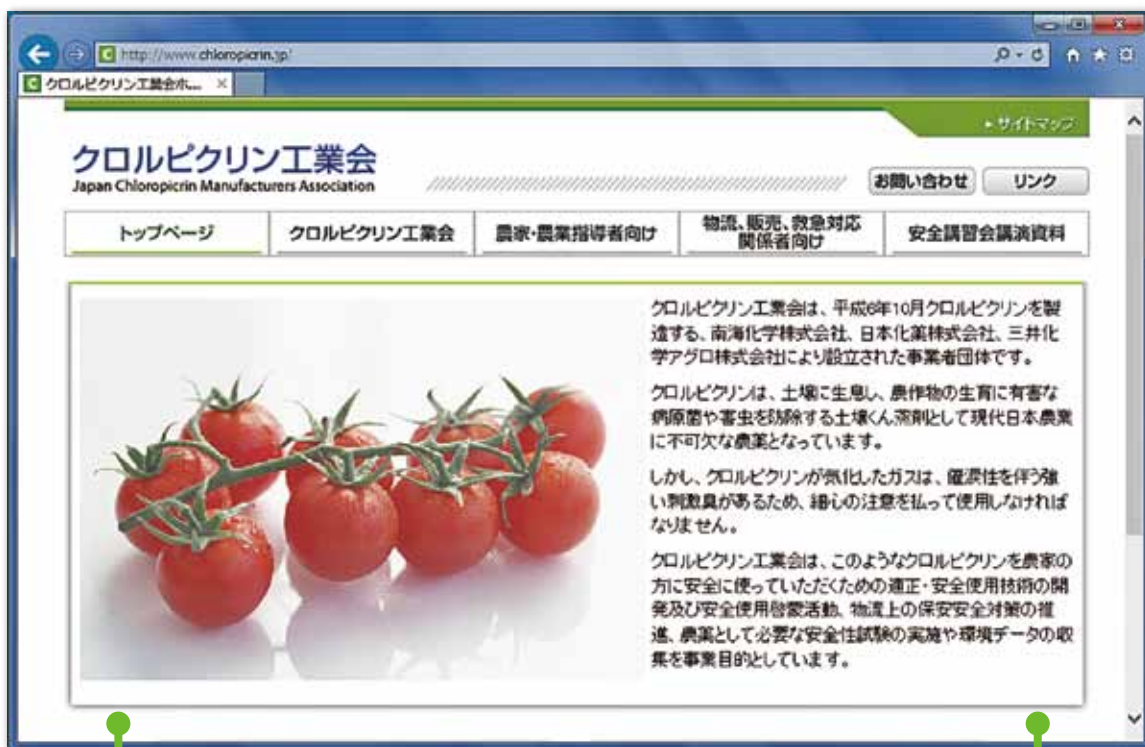 http://www.chloropicrin.jp/
クロルピクリン工業会ホ...
サイトマップ
クロルピクリン工業会
Japan Chloropicrin Manufacturers Association
お問い合わせ
リンク
トップページ
クロルピクリン工業会
農家・農業指導者向け
物流、販売、救急対応
関係者向け
安全講習会講演資料
クロルピクリン工業会は、平成6年10月クロルピクリンを製
造する、南海化学株式会社、日本化薬株式会社、三井化
学アグロ株式会社により設立された事業者団体です。
クロルピクリンは、土壌に生息し、農作物の生育に有害な
病原菌や害虫を防除する土壌くん蒸剤として現代日本農業
に不可欠な農薬となっています。
しかし、クロルピクリンが気化したガスは、催涙性を伴う強
い刺激臭があるため、細心の注意を払って使用しなければ
なりません。
クロルピクリン工業会は、このようなクロルピクリンを農家の
方に安全に使っていただくための適正・安全使用技術の開
発及び安全使用啓蒙活動、物流上の保安安全対策の推
進、農薬として必要な安全性試験の実施や環境データの収
集を事業目的としています。